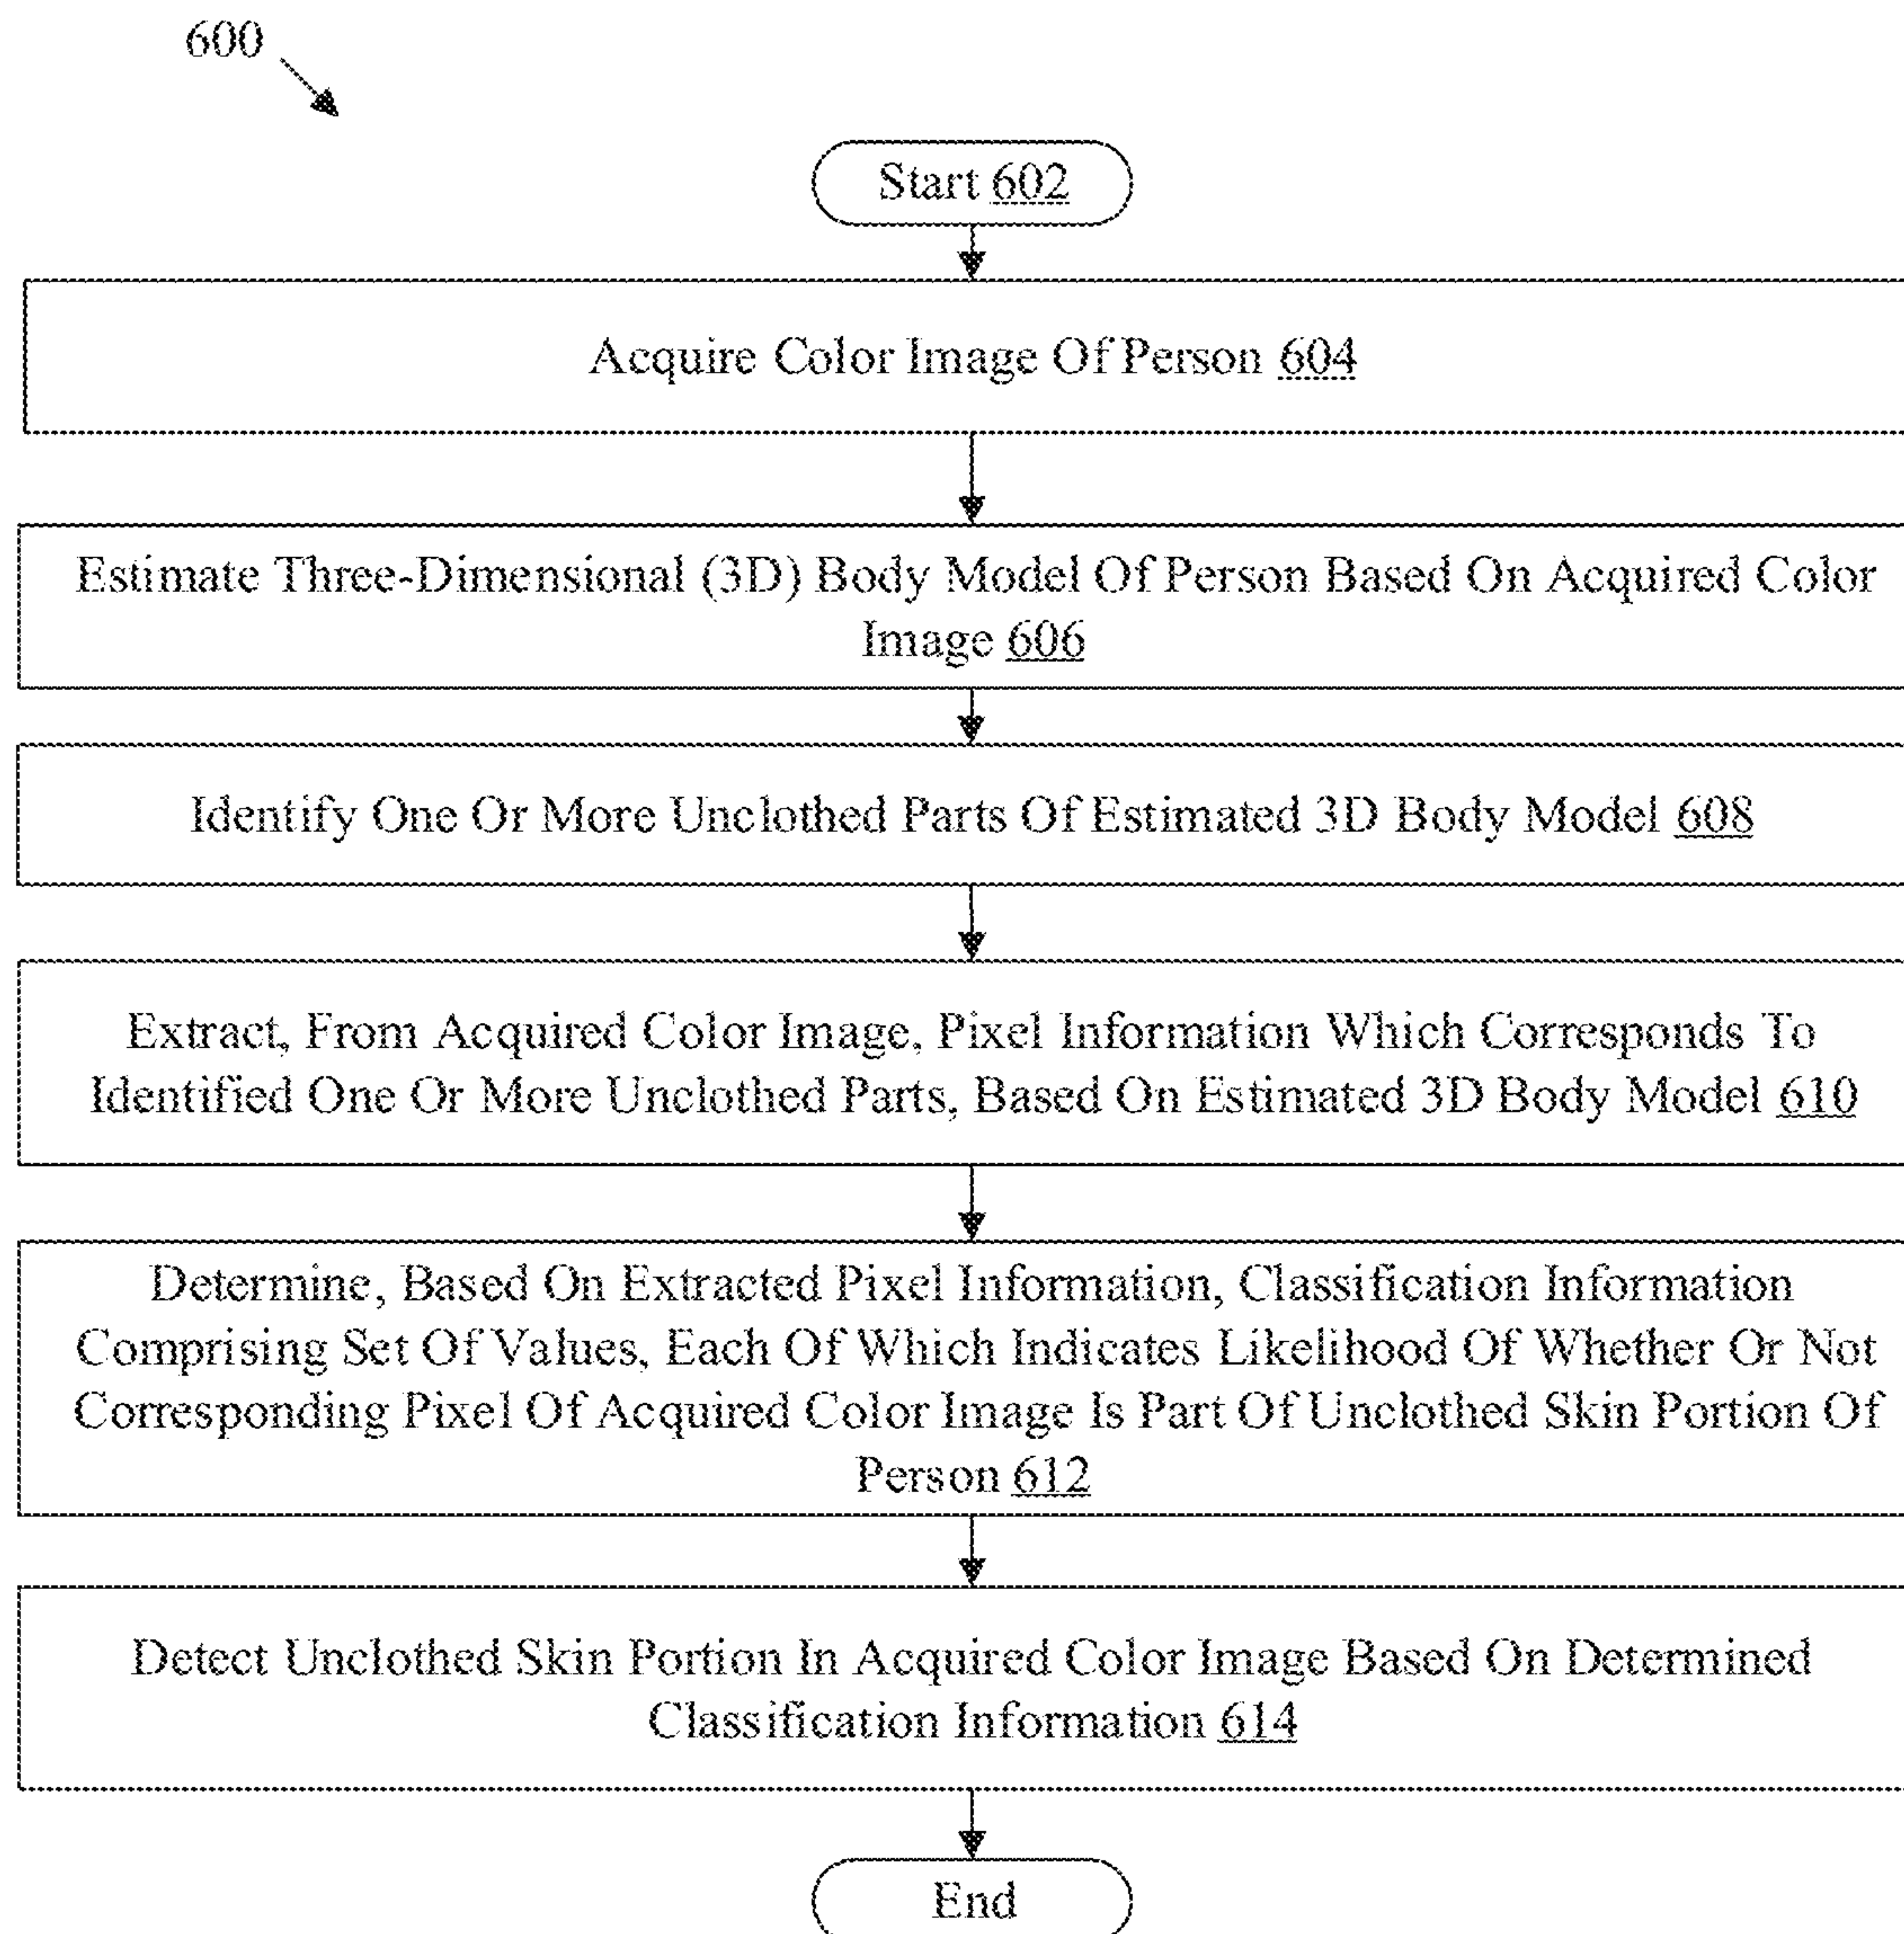 600
Start 602
Acquire Color Image Of Person 604
Estimate Three-Dimensional (3D) Body Model Of Person Based On Acquired Color
Image 606
Identify One Or More Unclothed Parts Of Estimated 3D Body Model 608
Extract, From Acquired Color Image, Pixel Information Which Corresponds To
Identified One Or More Unclothed Parts, Based On Estimated 3D Body Model 610
Determine, Based On Extracted Pixel Information, Classification Information
Comprising Set Of Values, Each Of Which Indicates Likelihood Of Whether Or Not
Corresponding Pixel Of Acquired Color Image Is Part Of Unclothed Skin Portion Of
Person 612
Detect Unclothed Skin Portion In Acquired Color Image Based On Determined
Classification Information 614
End